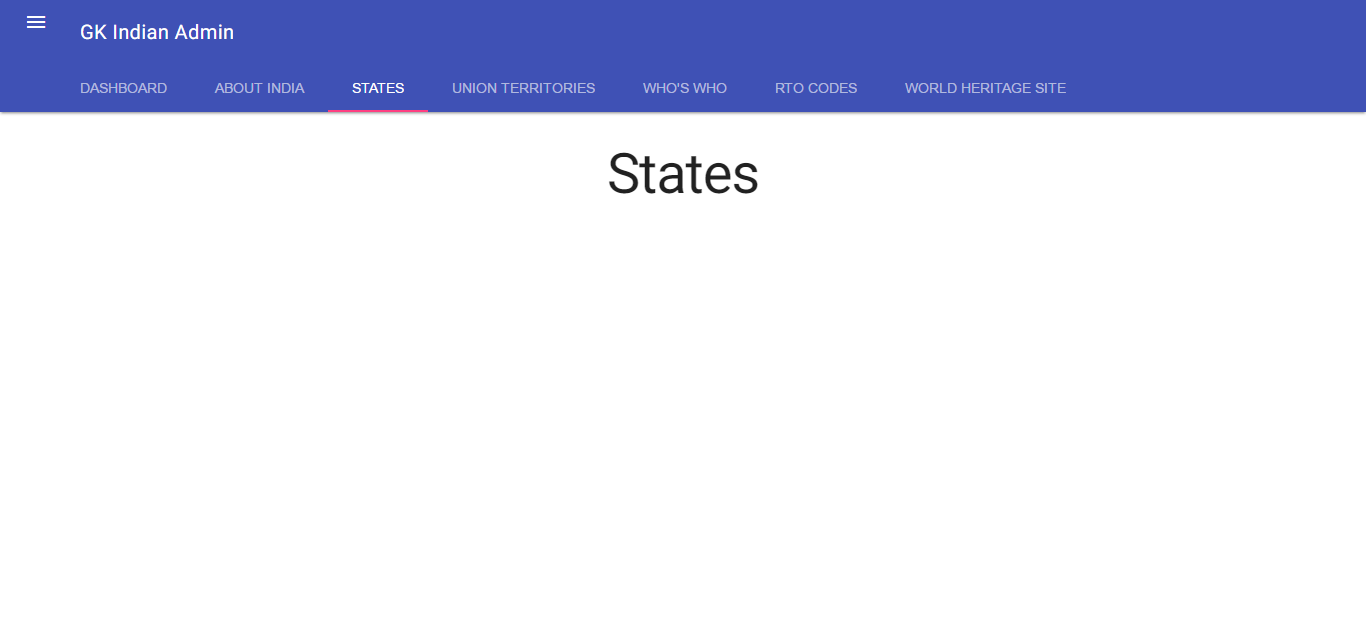 GK Indian Admin
DASHBOARD ABOUT INDIA STATES UNION TERRITORIES WHO'S WHO RTO CODES WORLD HERITAGE SITE
States